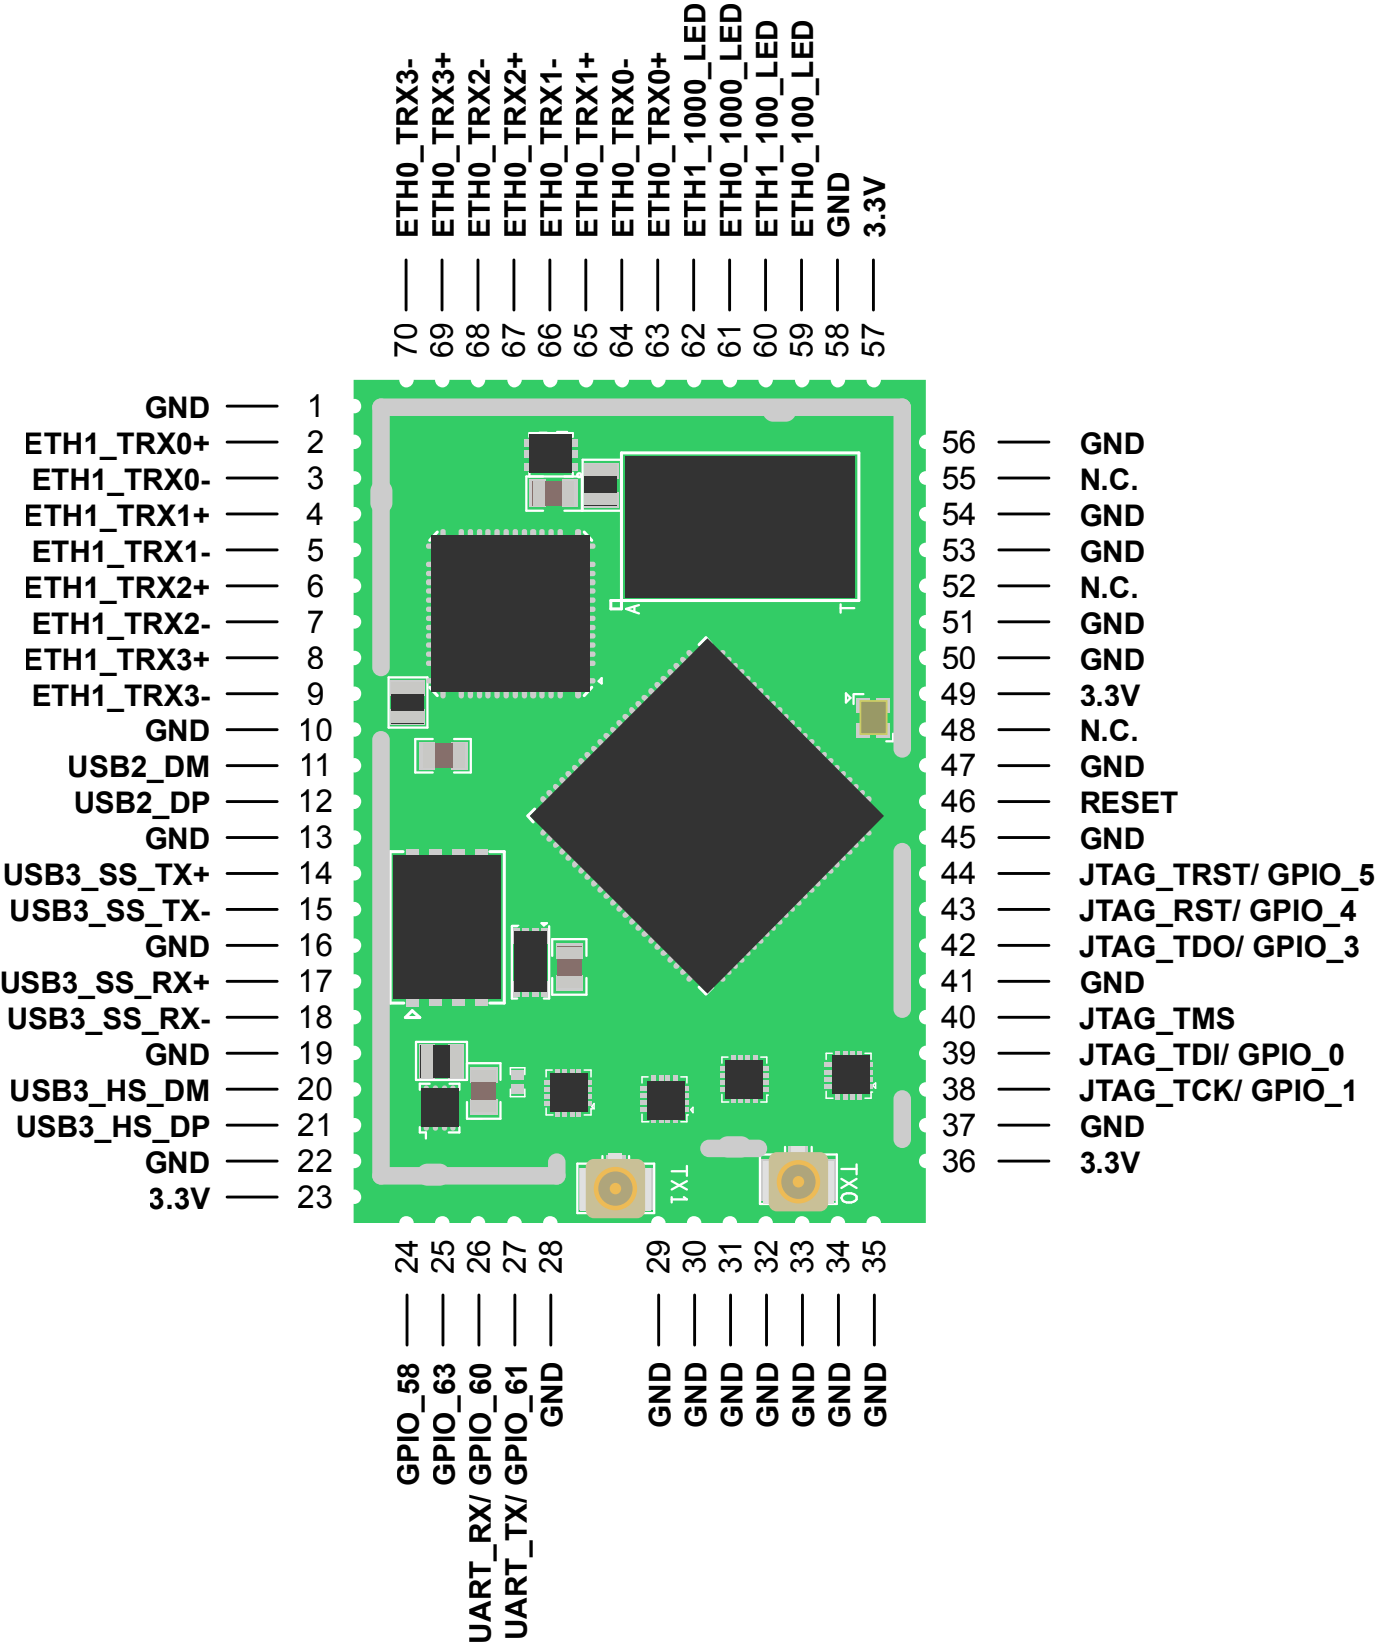 ETH0_TRX3-
ETH0_TRX3+
ETH0_TRX2-
ETH0_TRX2+
ETH0_TRX1-
ETH0_TRX1+
ETH0_TRX0-
ETH0_TRX0+
ETH1_1000_LED
ETH0_1000_LED
ETH1_100_LED
ETH0_100_LED
GND
3.3V
70
69
68
67
66
65
64
63
62
61
60
59
58
57
GND 1
ETH1_TRX0+ 2
ETH1_TRX0- 3
ETH1_TRX1+ 4
ETH1_TRX1- 5
ETH1_TRX2+ 6
ETH1_TRX2- 7
ETH1_TRX3+ 8
ETH1_TRX3- 9
GND 10
USB2_DM 11
USB2_DP 12
GND 13
USB3_SS_TX+ 14
USB3_SS_TX- 15
GND 16
USB3_SS_RX+ 17
USB3_SS_RX- 18
GND 19
USB3_HS_DM 20
USB3_HS_DP 21
GND 22
3.3V 23
A
T
TX1
TX0
56 GND
55 N.C.
54 GND
53 GND
52 N.C.
51 GND
50 GND
49 3.3V
48 N.C.
47 GND
46 RESET
45 GND
44 JTAG_TRST/ GPIO_5
43 JTAG_RST/ GPIO_4
42 JTAG_TDO/ GPIO_3
41 GND
40 JTAG_TMS
39 JTAG_TDI/ GPIO_0
38 JTAG_TCK/ GPIO_1
37 GND
36 3.3V
24
25
26
27
28
29
30
31
32
33
34
35
GPIO_58
GPIO_63
UART_RX/ GPIO_60
UART_TX/ GPIO_61
GND
GND
GND
GND
GND
GND
GND
GND